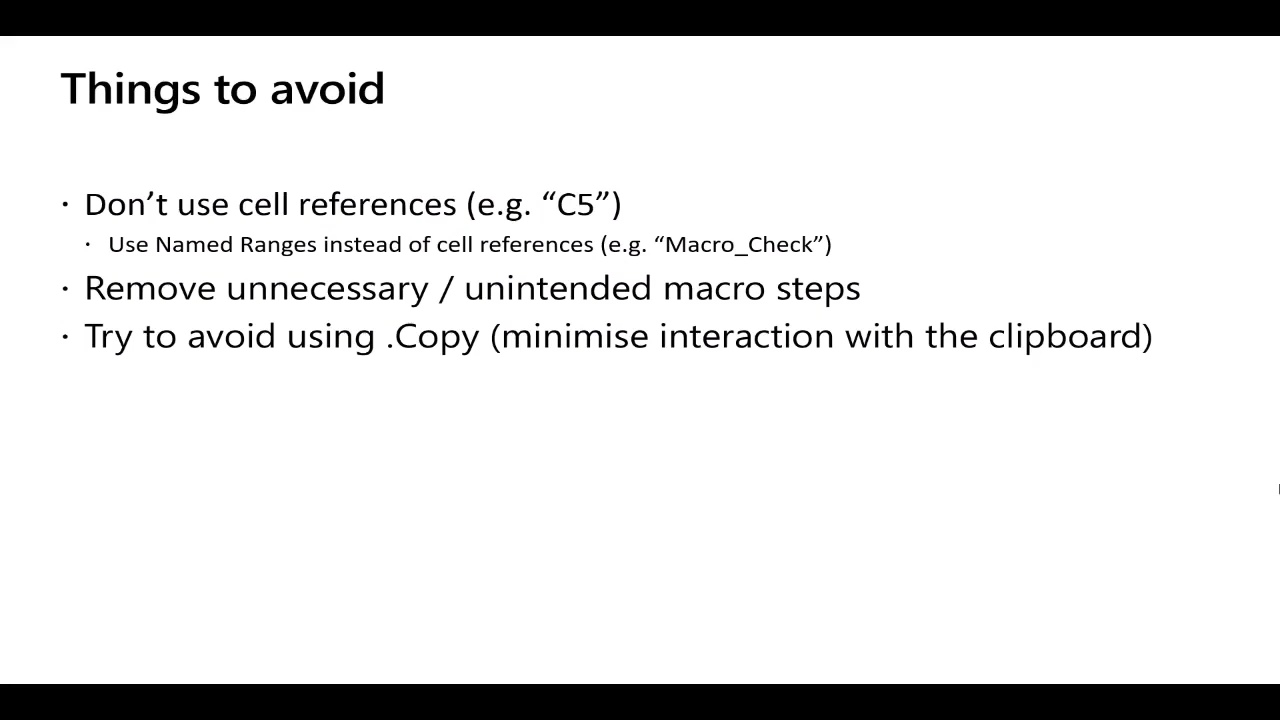 Things to avoid
· Don’t use cell references (e.g. “C5”)
· Use Named Ranges instead of cell references (e.g. “Macro_Check”)
· Remove unnecessary / unintended macro steps
· Try to avoid using .Copy (minimise interaction with the clipboard)